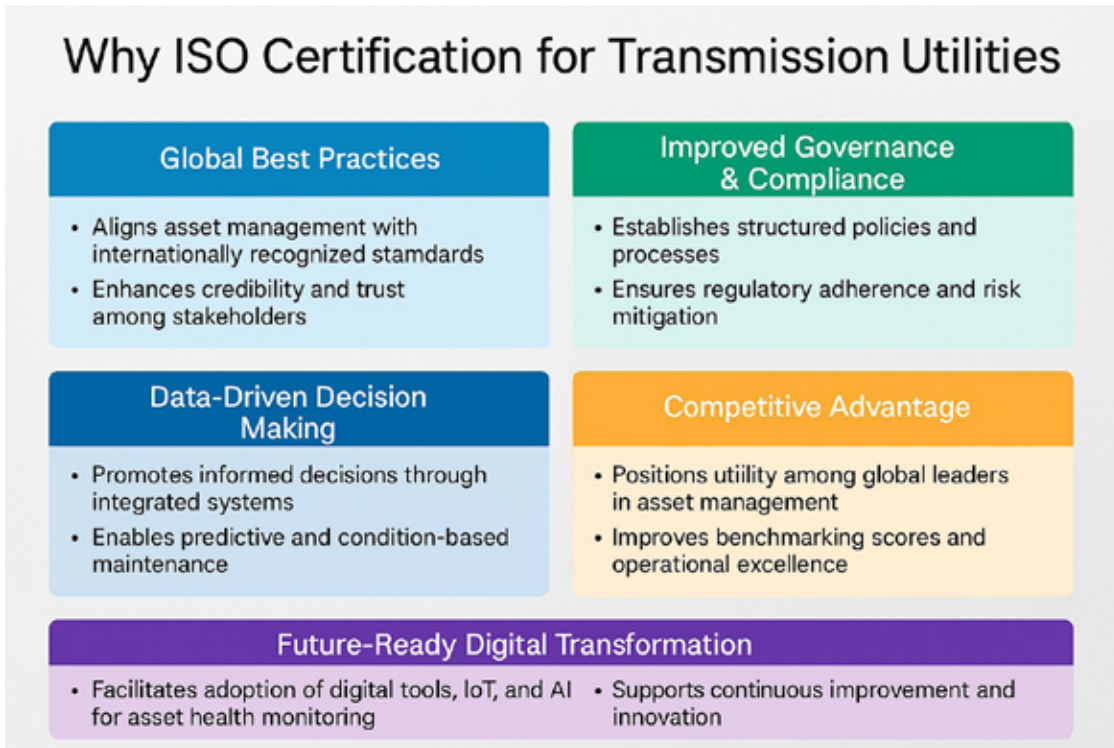 Why ISO Certification for Transmission Utilities
Global Best Practices
• Aligns asset management with
internationally recognized stamdards
• Enhances credibility and trust
among stakeholders
Improved Governance
& Compliance
• Establishes structured policies and
processes
• Ensures regulatory adherence and risk
mitigation
Data-Driven Decision
Making
• Promotes informed decisions through
integrated systems
• Enables predictive and condition-based
maintenance
Competitive Advantage
• Positions utility among global leaders
in asset management
• Improves benchmarking scores and
operational excellence
Future-Ready Digital Transformation
• Facilitates adoption of digital tools, IoT, and AI
for asset health monitoring
• Supports continuous improvement and
innovation